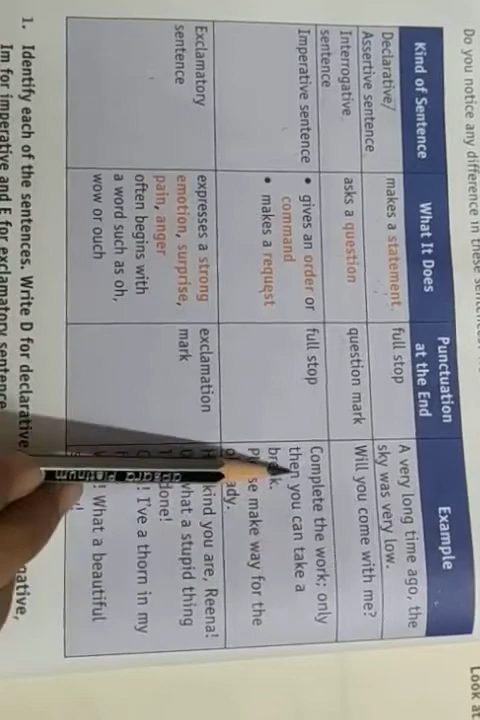 Do you notice any difference in these
Look at
Kind of Sentence
What It Does
Punctuation
at the End
Example
Declarative/
Assertive sentence
makes a statement.
full stop
A very long time ago, the
sky was very low.
Interrogative
sentence
asks a question
question mark
Will you come with me?
Imperative sentence
• gives an order or
command
• makes a request
full stop
Complete the work; only
then you can take a
make way for the
Exclamatory
sentence
expresses a strong
emotion, surprise,
pain, anger
often begins with
a word such as oh,
wow or ouch
exclamation
mark
kind you are, Reena!
what a stupid thing
done!
! I've a thorn in my
! What a beautiful
apsara Platinum
1. Identify each of the sentences. Write D for declarative
Im for imperative and E for exclamatory sentence